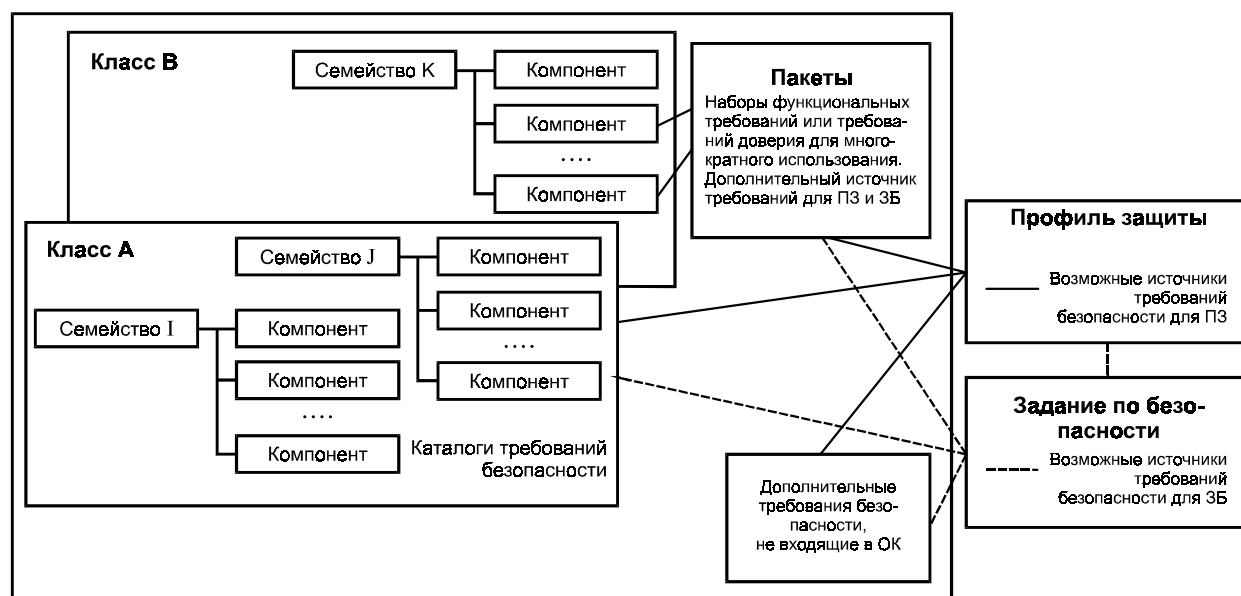 Класс B
Семейство K
Компонент
Компонент
....
Компонент
Пакеты
Наборы функциональных
требований или требова-
ний доверия для много-
кратного использования.
Дополнительный источник
требований для ПЗ и ЗБ
Класс A
Семейство J
Компонент
Компонент
....
Компонент
Семейство I
Компонент
Компонент
....
Компонент
Каталоги требований
безопасности
Профиль защиты
Возможные источники
требований
безопасности для ПЗ
Задание по безо-
пасности
Возможные источники
требований
безопасности для ЗБ
Дополнительные
требования безо-
пасности,
не входящие в ОК